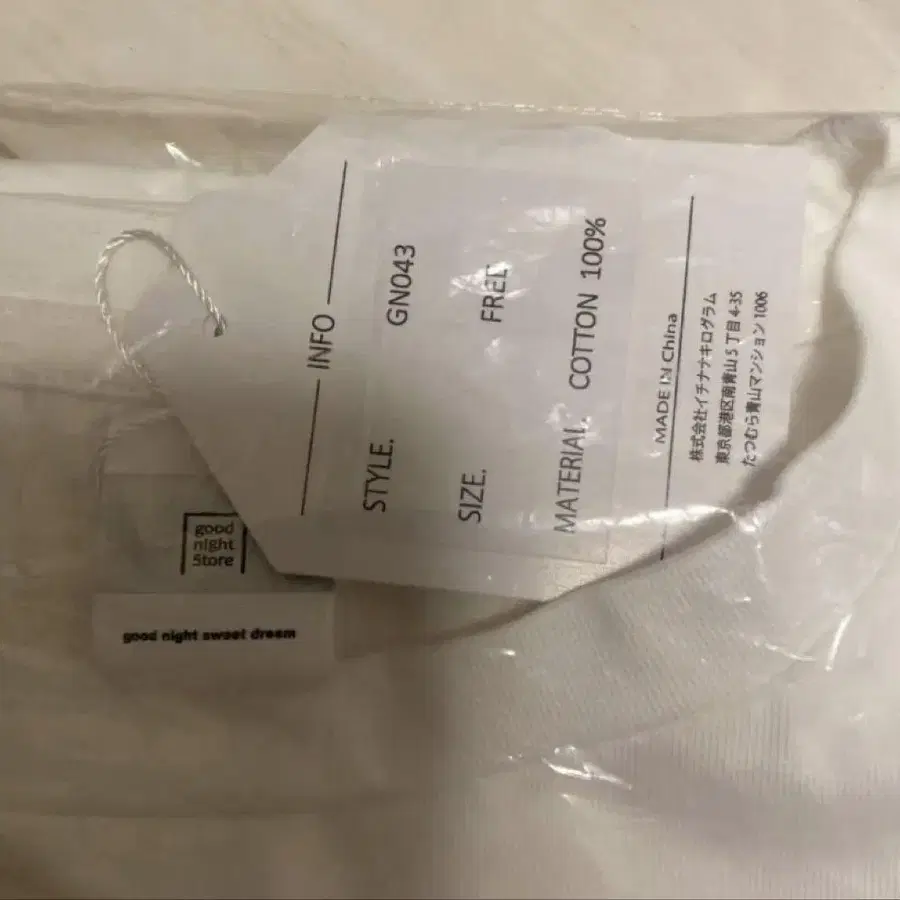 INFO
STYLE. GN043
SIZE. FREE
MATERIAL. COTTON 100%
MADE IN China
株式会社イチナナキログラム
東京都港区南青山5丁目4-35
たつむら青山マンション1006
good
night
Store
good night sweet dream